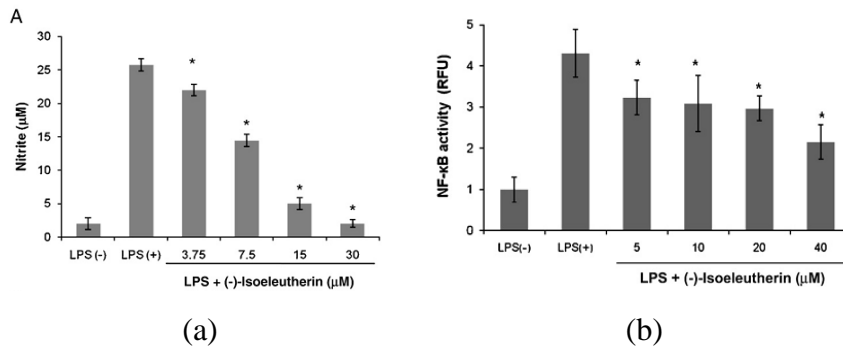 A
Nitrite (μM)
30
25
20
15
10
5
0
*
*
*
*
LPS (-) LPS (+) 3.75 7.5 15 30
LPS + (-)-Isoeleutherin (μM)
(a)
NF-κB activity (RFU)
5
4
3
2
1
0
*
*
*
*
LPS(-) LPS(+) 5 10 20 40
LPS + (-)-Isoeleutherin (μM)
(b)